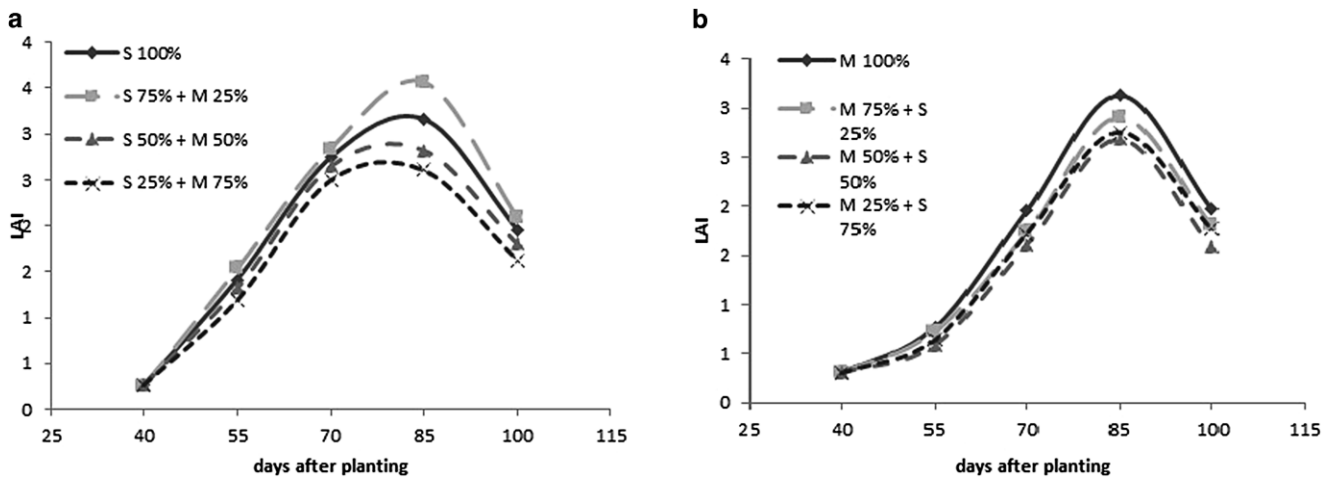 a
4
4
3
3
2
2
1
1
0
LAI
S 100%
S 75% + M 25%
S 50% + M 50%
S 25% + M 75%
25 40 55 70 85 100 115
days after planting
b
4
3
3
2
2
1
1
0
LAI
M 100%
M 75% + S
25%
M 50% + S
50%
M 25% + S
75%
25 40 55 70 85 100 115
days after planting